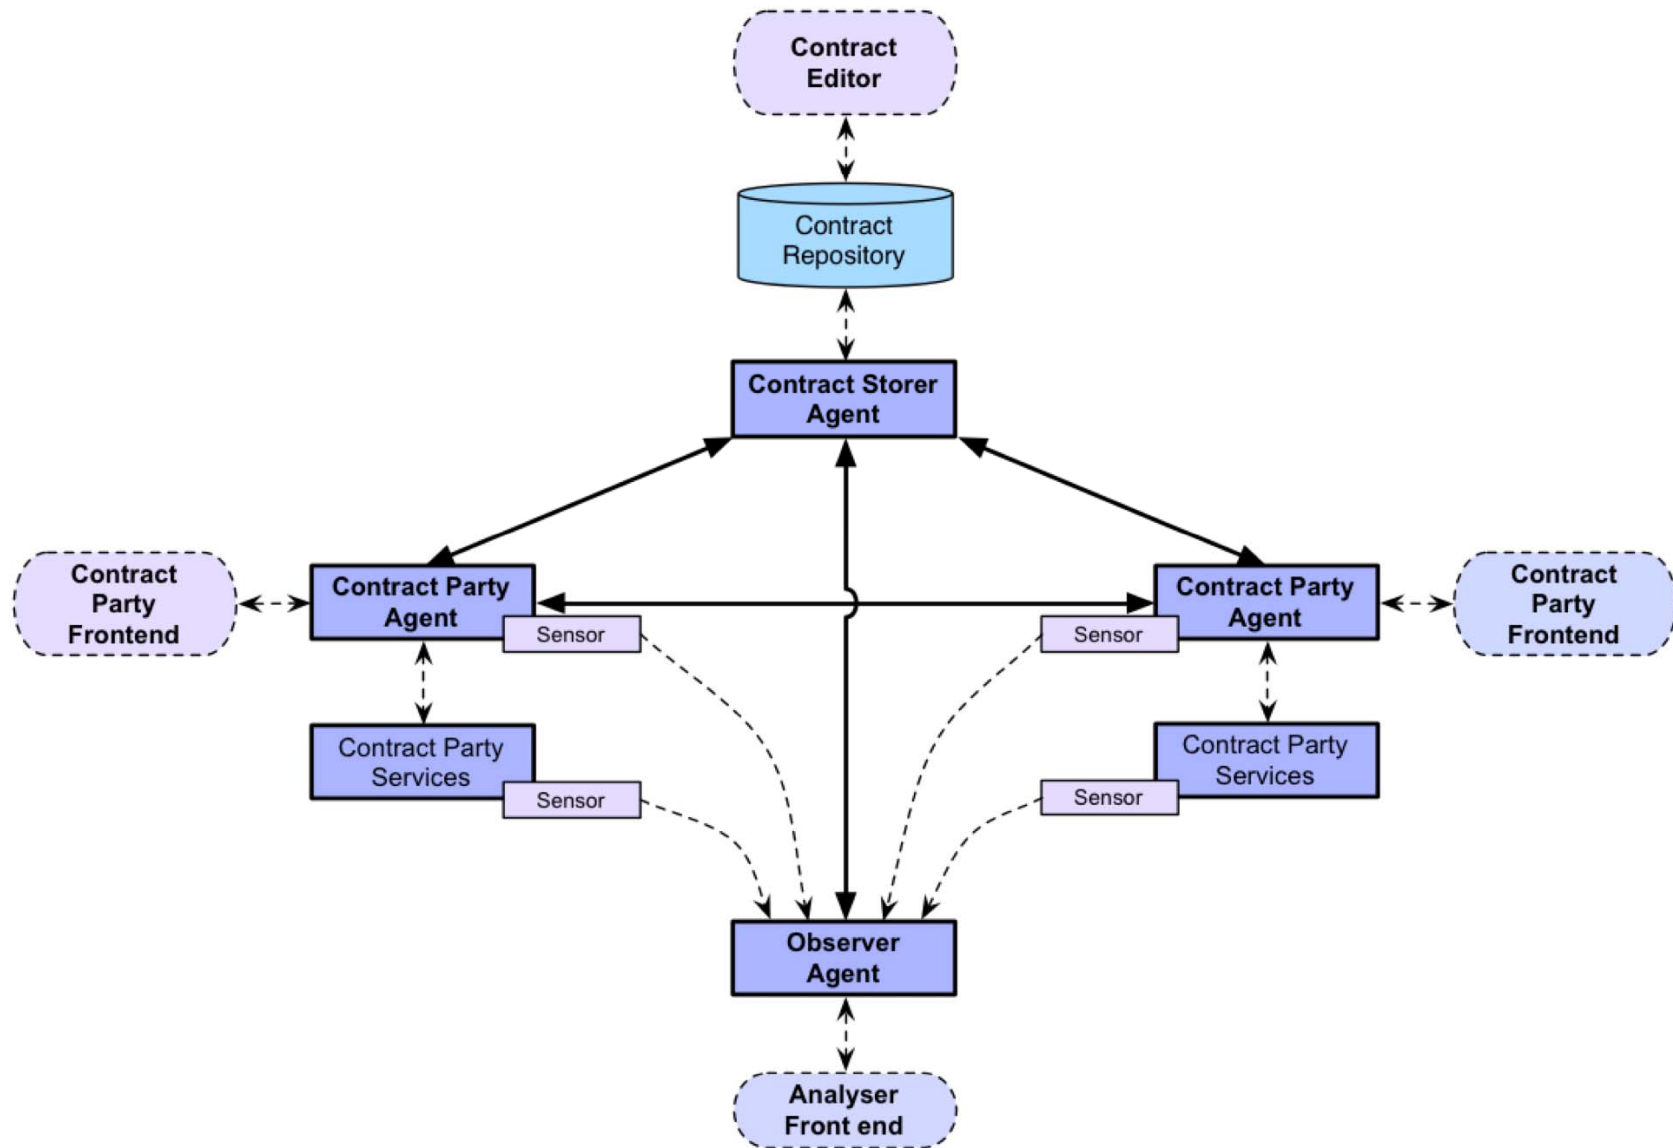 Contract
Editor
Contract
Repository
Contract Storer
Agent
Contract
Party
Frontend
Contract Party
Agent
Sensor
Contract Party
Agent
Sensor
Contract
Party
Frontend
Contract Party
Services
Sensor
Contract Party
Services
Sensor
Observer
Agent
Analyser
Front end